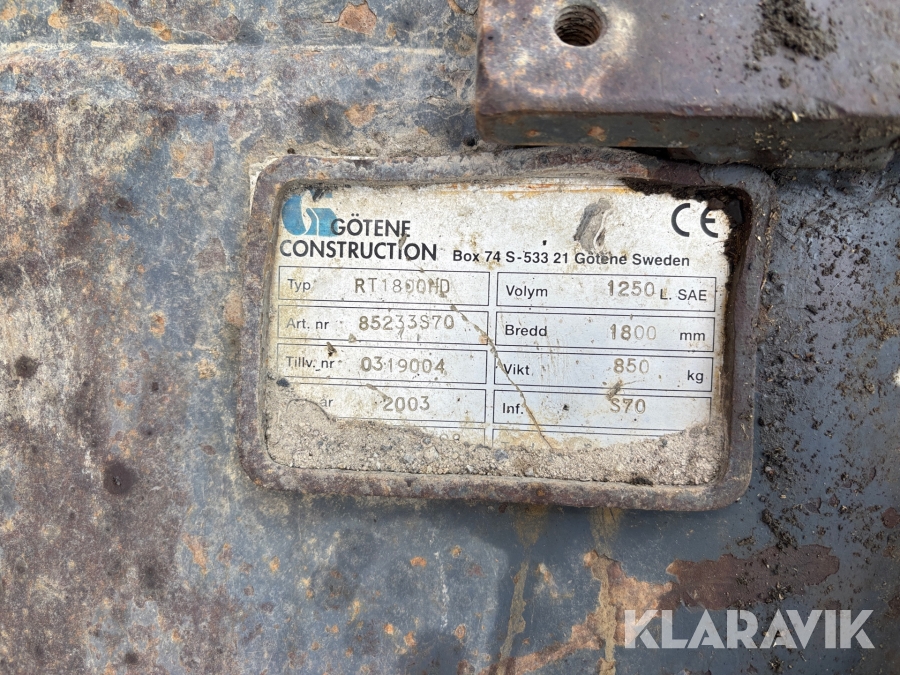 GÖTENE
CONSTRUCTION Box 74 S-533 21 Götene Sweden
CE
Typ RT1800HD Volym 1250 L. SAE
Art. nr 85233S70 Bredd 1800 mm
Tillv. nr 0319004 Vikt 850 kg
år 2003 Inf. S70
KLARAVIK